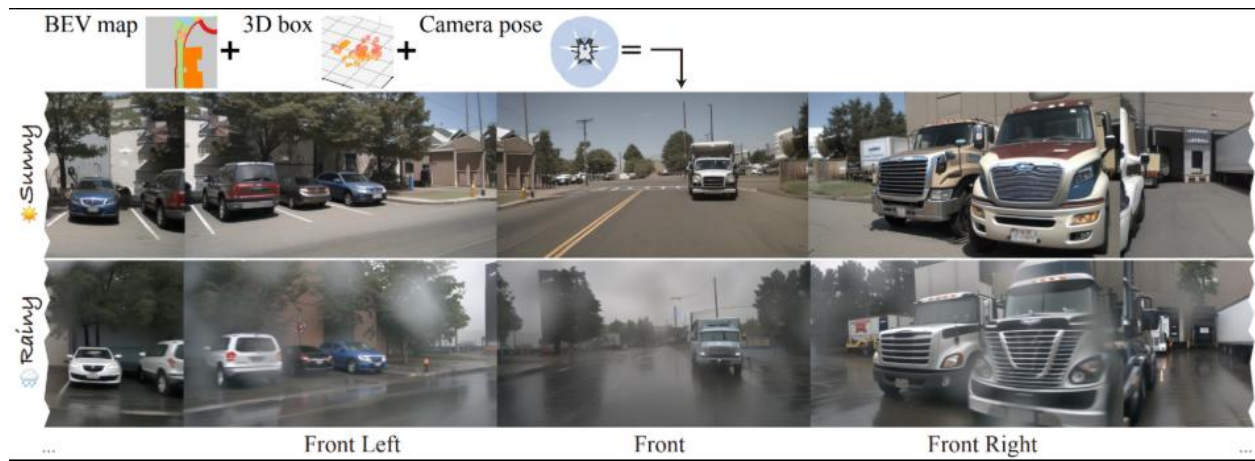 BEV map + 3D box + Camera pose =
Sunny
Rainy
... Front Left Front Front Right ...